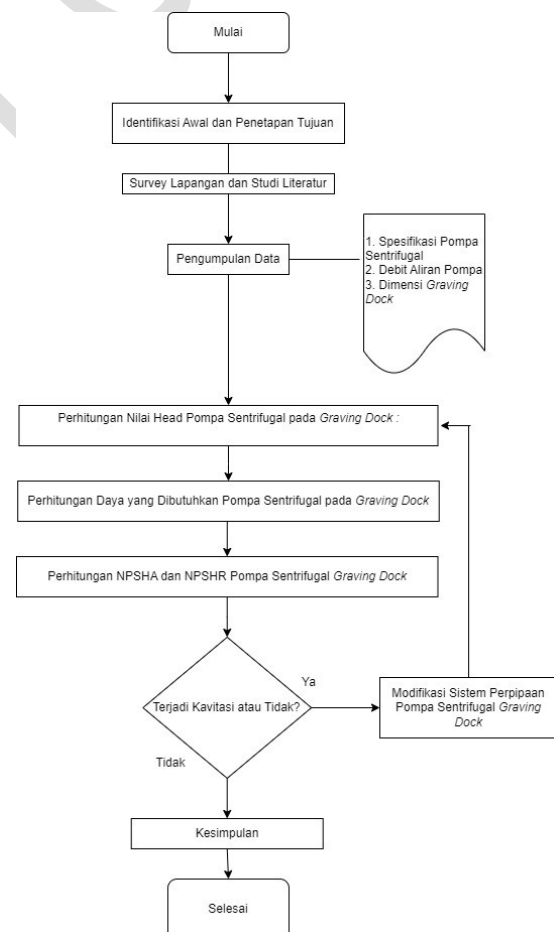 Mulai
Identifikasi Awal dan Penetapan Tujuan
Survey Lapangan dan Studi Literatur
Pengumpulan Data
1. Spesifikasi Pompa
Sentrifugal
2. Debit Aliran Pompa
3. Dimensi Graving
Dock
Perhitungan Nilai Head Pompa Sentrifugal pada Graving Dock :
Perhitungan Daya yang Dibutuhkan Pompa Sentrifugal pada Graving Dock
Perhitungan NPSHA dan NPSHR Pompa Sentrifugal Graving Dock
Terjadi Kavitasi atau Tidak?
Ya
Modifikasi Sistem Perpipaan
Pompa Sentrifugal Graving
Dock
Tidak
Kesimpulan
Selesai